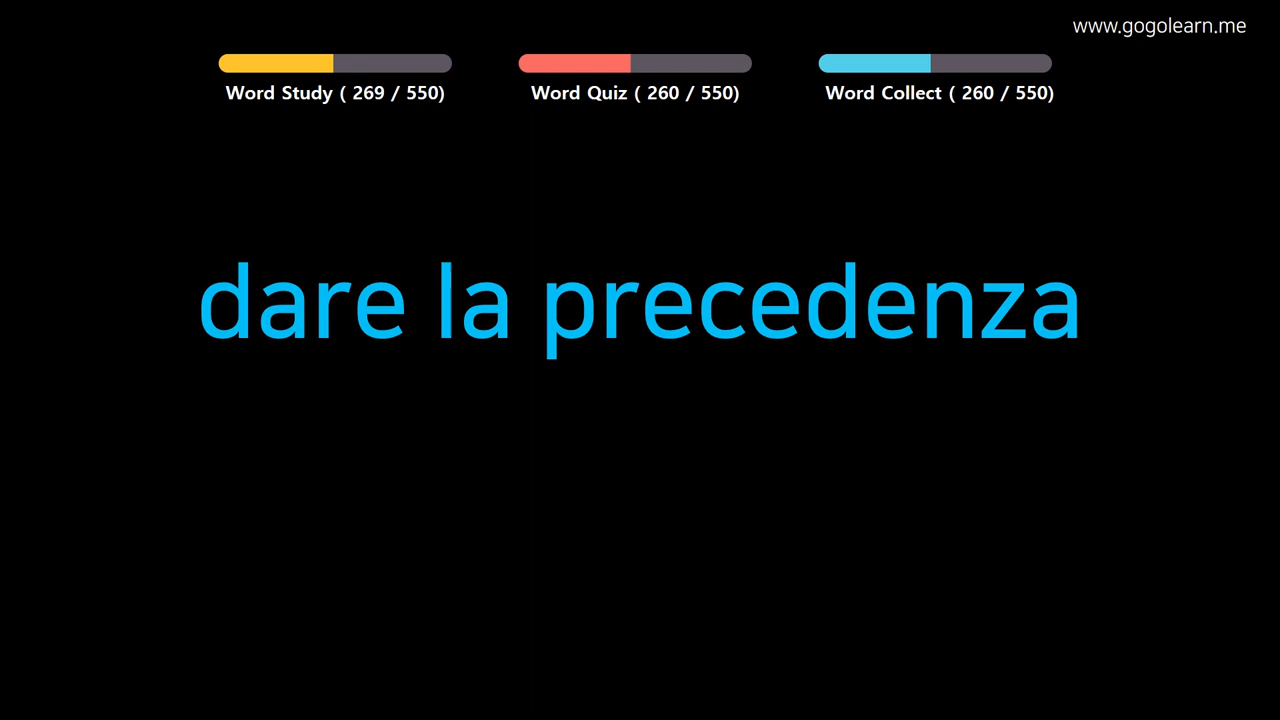 www.gogolearn.me
Word Study ( 269 / 550)
Word Quiz ( 260 / 550)
Word Collect ( 260 / 550)
dare la precedenza